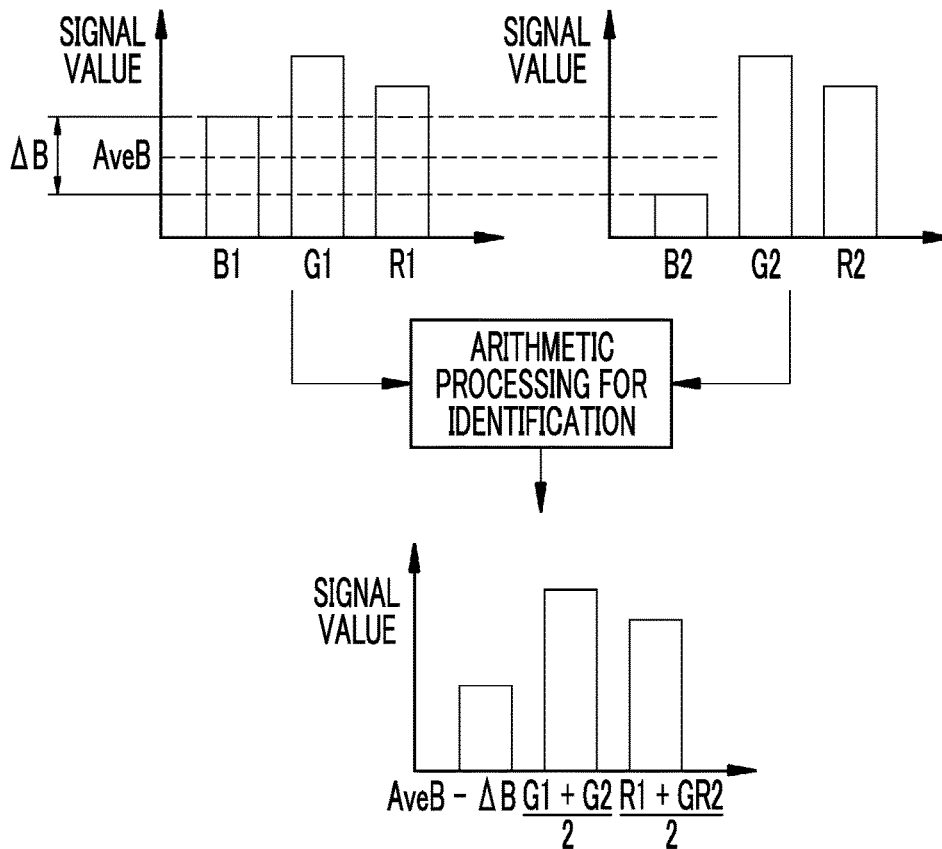 SIGNAL
VALUE
SIGNAL
VALUE
ΔB
AveB
B1 G1 R1
B2 G2 R2
ARITHMETIC
PROCESSING FOR
IDENTIFICATION
SIGNAL
VALUE
AveB - ΔB G1 + G2 R1 + GR2
2 2